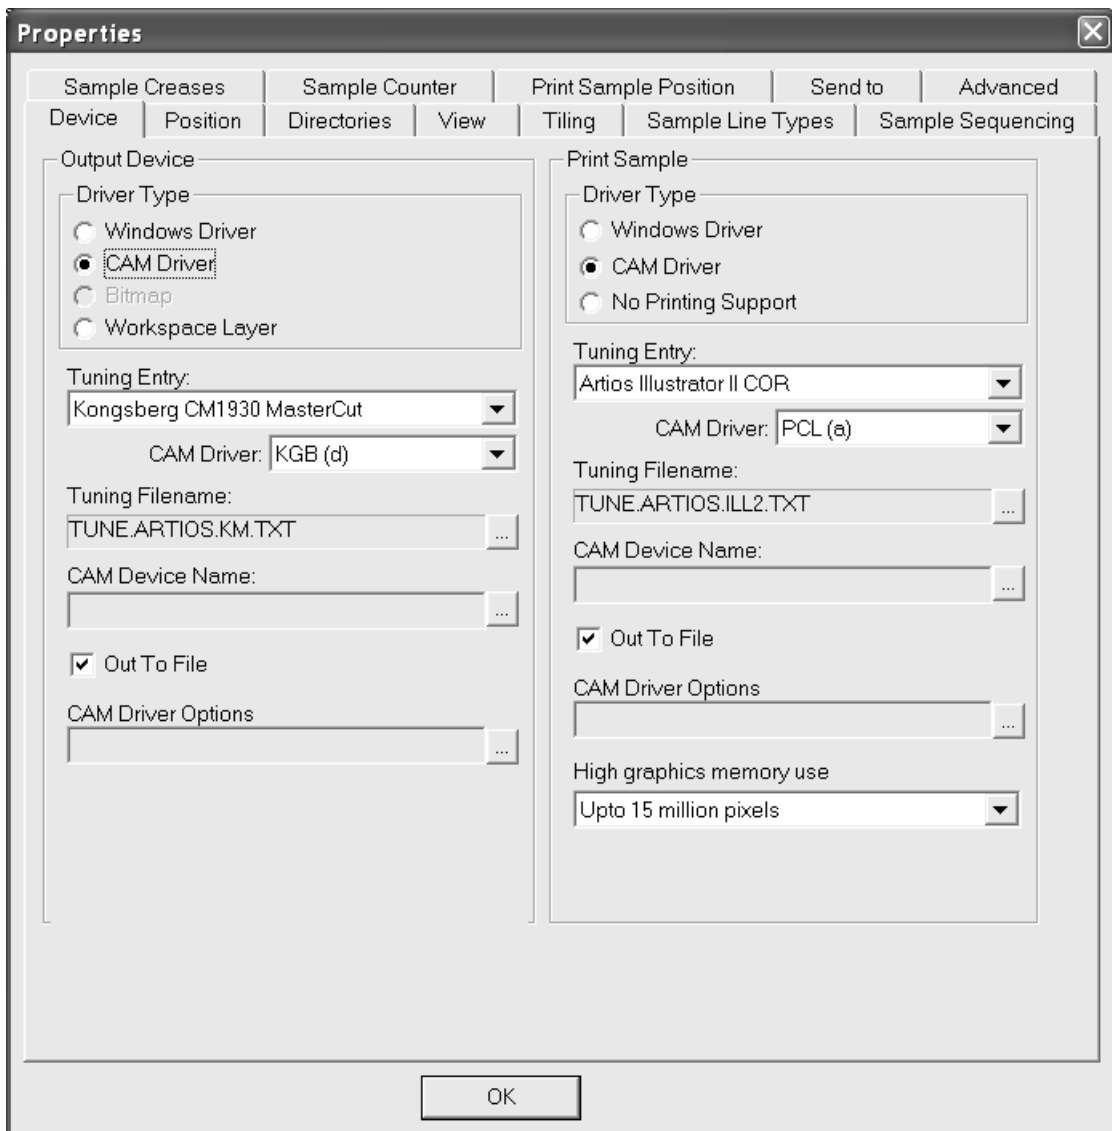 Properties
Sample Creases Sample Counter Print Sample Position Send to Advanced
Device Position Directories View Tiling Sample Line Types Sample Sequencing
Output Device
Driver Type
Windows Driver
CAM Driver
Bitmap
Workspace Layer
Tuning Entry:
Kongsberg CM1930 MasterCut
CAM Driver: KGB (d)
Tuning Filename:
TUNE.ARTIOS.KM.TXT ...
CAM Device Name:
...
Out To File
CAM Driver Options
...
Print Sample
Driver Type
Windows Driver
CAM Driver
No Printing Support
Tuning Entry:
Artios Illustrator II COR
CAM Driver: PCL (a)
Tuning Filename:
TUNE.ARTIOS.ILL2.TXT ...
CAM Device Name:
...
Out To File
CAM Driver Options
...
High graphics memory use
Upto 15 million pixels
OK